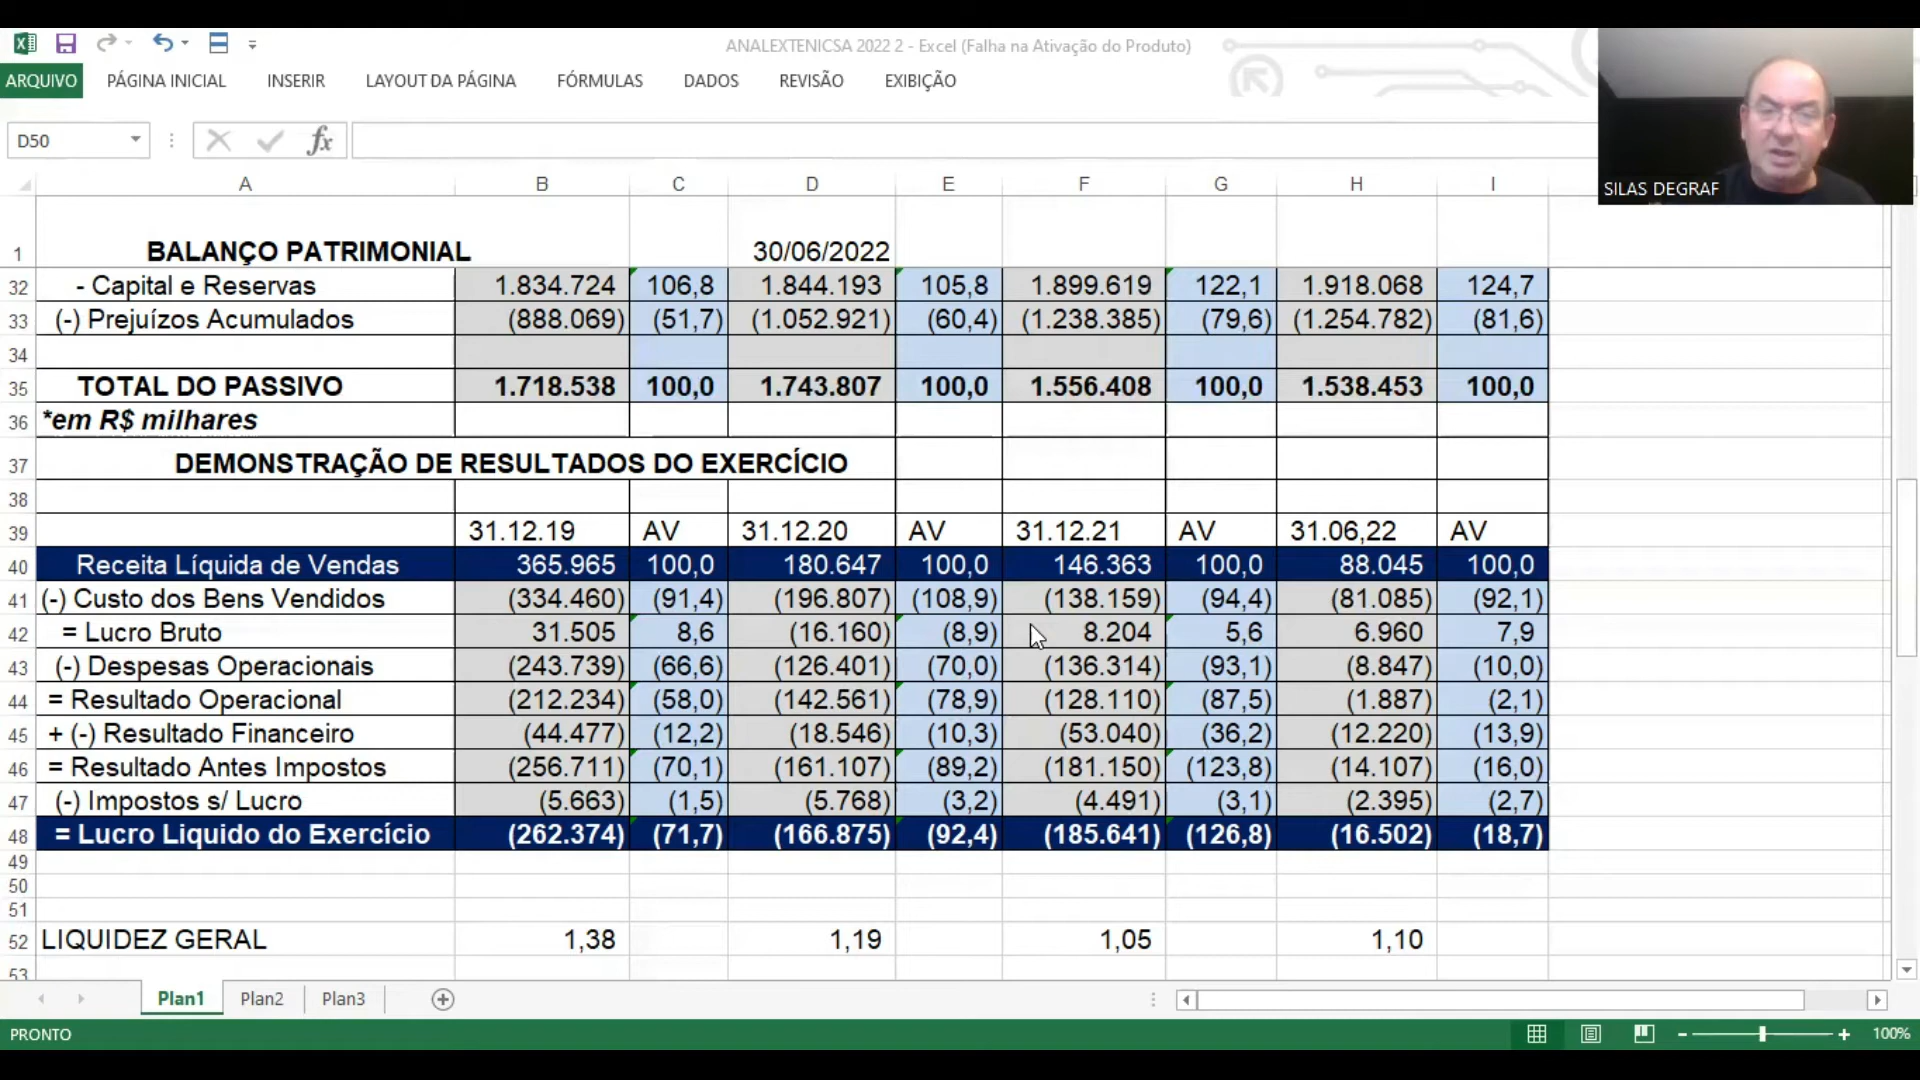 ANALEXTENICSA 2022 2 - Excel (Falha na Ativação do Produto)
ARQUIVO PÁGINA INICIAL INSERIR LAYOUT DA PÁGINA FÓRMULAS DADOS REVISÃO EXIBIÇÃO
D50 fx
SILAS DEGRAF
A B C D E F G H I
1 BALANÇO PATRIMONIAL 30/06/2022
32 - Capital e Reservas 1.834.724 106,8 1.844.193 105,8 1.899.619 122,1 1.918.068 124,7
33 (-) Prejuízos Acumulados (888.069) (51,7) (1.052.921) (60,4) (1.238.385) (79,6) (1.254.782) (81,6)
34
35 TOTAL DO PASSIVO 1.718.538 100,0 1.743.807 100,0 1.556.408 100,0 1.538.453 100,0
36 *em R$ milhares
37 DEMONSTRAÇÃO DE RESULTADOS DO EXERCÍCIO
38
39 31.12.19 AV 31.12.20 AV 31.12.21 AV 31.06,22 AV
40 Receita Líquida de Vendas 365.965 100,0 180.647 100,0 146.363 100,0 88.045 100,0
41 (-) Custo dos Bens Vendidos (334.460) (91,4) (196.807) (108,9) (138.159) (94,4) (81.085) (92,1)
42 = Lucro Bruto 31.505 8,6 (16.160) (8,9) 8.204 5,6 6.960 7,9
43 (-) Despesas Operacionais (243.739) (66,6) (126.401) (70,0) (136.314) (93,1) (8.847) (10,0)
44 = Resultado Operacional (212.234) (58,0) (142.561) (78,9) (128.110) (87,5) (1.887) (2,1)
45 + (-) Resultado Financeiro (44.477) (12,2) (18.546) (10,3) (53.040) (36,2) (12.220) (13,9)
46 = Resultado Antes Impostos (256.711) (70,1) (161.107) (89,2) (181.150) (123,8) (14.107) (16,0)
47 (-) Impostos s/ Lucro (5.663) (1,5) (5.768) (3,2) (4.491) (3,1) (2.395) (2,7)
48 = Lucro Liquido do Exercício (262.374) (71,7) (166.875) (92,4) (185.641) (126,8) (16.502) (18,7)
49
50
51
52 LIQUIDEZ GERAL 1,38 1,19 1,05 1,10
53
Plan1 Plan2 Plan3
PRONTO 100%